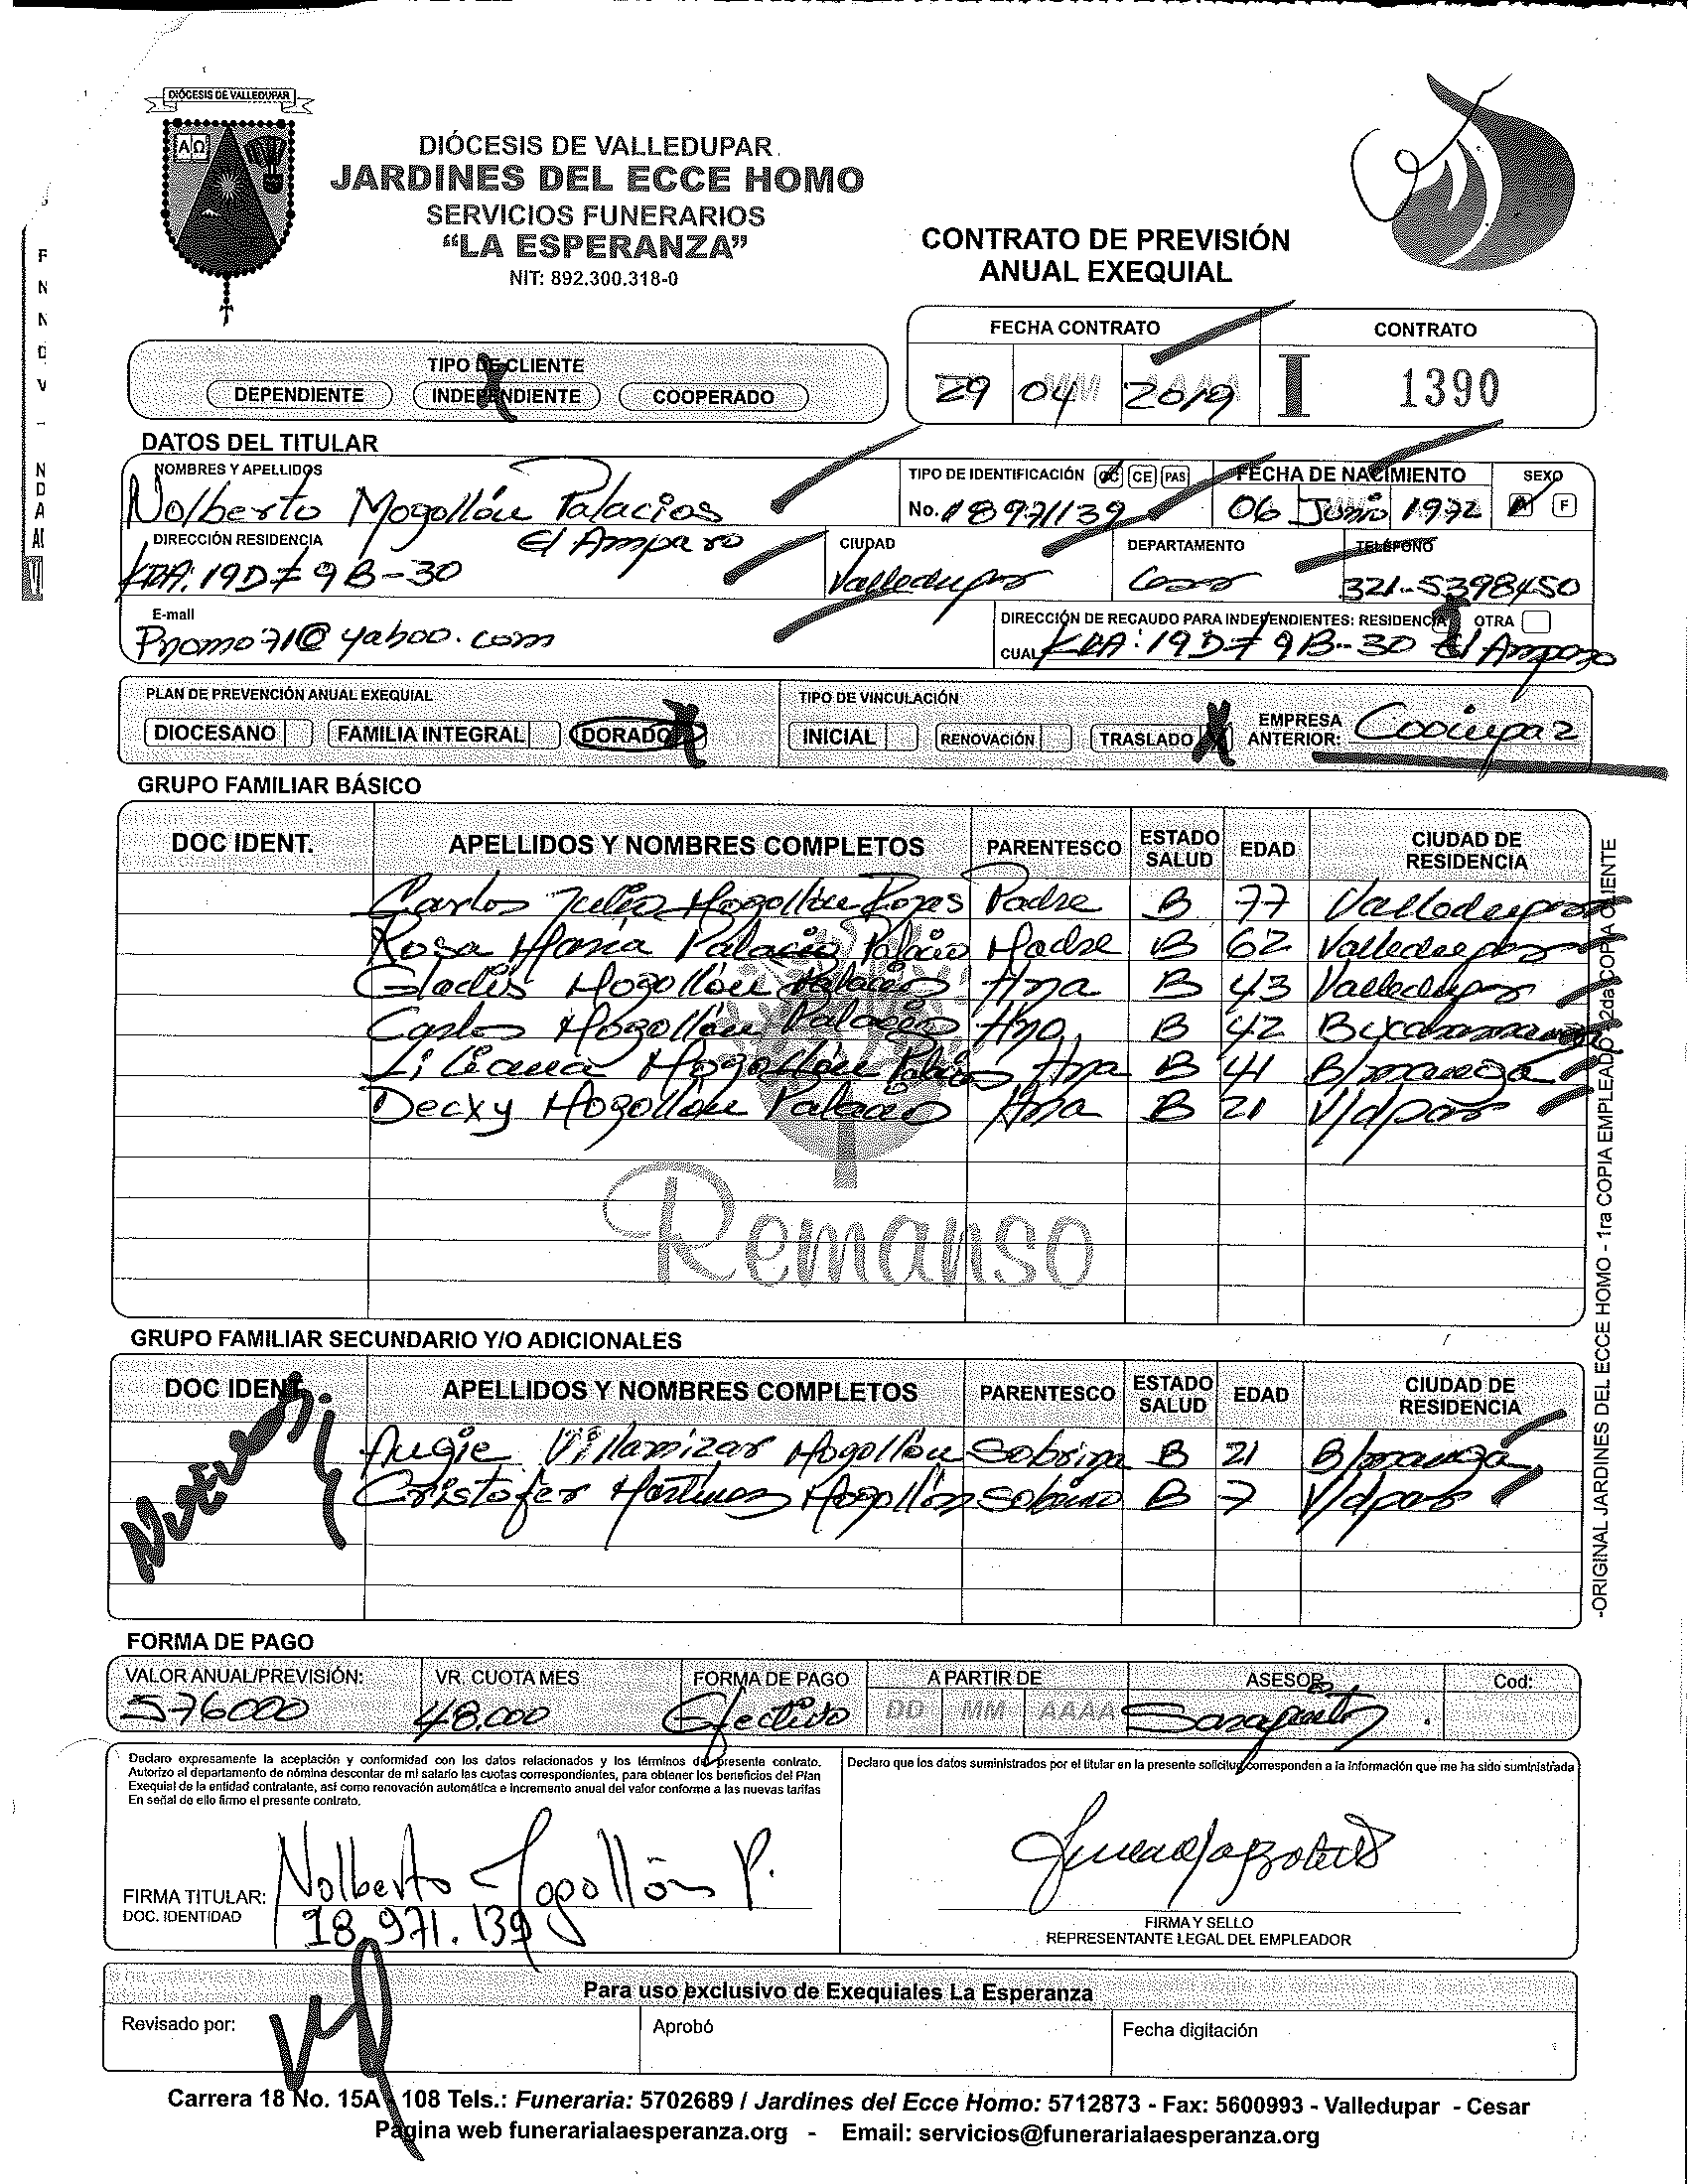 DIÓCESIS DE VALLEDUPAR
Α Ω
DIÓCESIS DE VALLEDUPAR
JARDINES DEL ECCE HOMO
SERVICIOS FUNERARIOS
“LA ESPERANZA”
NIT: 892.300.318-0
CONTRATO DE PREVISIÓN
ANUAL EXEQUIAL
FECHA CONTRATO CONTRATO
29 04 2019 I 1390
TIPO DE CLIENTE
DEPENDIENTE INDEPENDIENTE COOPERADO
DATOS DEL TITULAR
NOMBRES Y APELLIDOS TIPO DE IDENTIFICACIÓN CC CE PAS FECHA DE NACIMIENTO SEXO
Nolberto Mogollón Palacios No. 18971139 06 Junio 1972 M F
DIRECCIÓN RESIDENCIA El Amparo CIUDAD DEPARTAMENTO TELÉFONO
KRA: 19D # 9B-30 Valledupar Cesar 321-5398450
E-mail DIRECCIÓN DE RECAUDO PARA INDEPENDIENTES: RESIDENCIA OTRA
Promo71@yahoo.com CUAL KRA: 19D # 9B-30 El Amparo
PLAN DE PREVENCIÓN ANUAL EXEQUIAL TIPO DE VINCULACIÓN
DIOCESANO FAMILIA INTEGRAL DORADO X INICIAL RENOVACIÓN TRASLADO X EMPRESA ANTERIOR: Coocupaz
GRUPO FAMILIAR BÁSICO
DOC IDENT. APELLIDOS Y NOMBRES COMPLETOS PARENTESCO ESTADO SALUD EDAD CIUDAD DE RESIDENCIA
Carlos Julio Mogollón Padre B 77 Valledupar
Rosa María Palacio Palacio Madre B 62 Valledupar
Gladis Mogollón Palacios Hna B 43 Valledupar
Carlos Mogollón Palacios Hno B 42 Bucaramanga
Liliana Mogollón Palacios Hna B 41 B/manga
Decxy Mogollón Palacios Hna B 21 V/dpar
Remanso
GRUPO FAMILIAR SECUNDARIO Y/O ADICIONALES
DOC IDENT. APELLIDOS Y NOMBRES COMPLETOS PARENTESCO ESTADO SALUD EDAD CIUDAD DE RESIDENCIA
Nuevos
Angie Villamizar Mogollón Sobrina B 21 B/manga
Cristofer Martinez Mogollón Sobrino B 7 V/dpar
FORMA DE PAGO
VALOR ANUAL/PREVISIÓN: VR. CUOTA MES FORMA DE PAGO A PARTIR DE ASESOR Cod:
576000 48.000 Efectivo DD MM AAAA
Declaro expresamente la aceptación y conformidad con los datos relacionados y los términos del presente contrato.
Autorizo al departamento de nómina descontar de mi salario las cuotas correspondientes, para obtener los beneficios del Plan
Exequial de la entidad contratante, así como renovación automática e incremento anual del valor conforme a las nuevas tarifas
En señal de ello firmo el presente contrato.
Declaro que los datos suministrados por el titular en la presente solicitud corresponden a la información que me ha sido suministrada
FIRMA TITULAR: Nolberto Mogollón P.
DOC. IDENTIDAD 18.971.139
FIRMA Y SELLO
REPRESENTANTE LEGAL DEL EMPLEADOR
Para uso exclusivo de Exequiales La Esperanza
Revisado por: Aprobó Fecha digitación
Carrera 18 No. 15A 108 Tels.: Funeraria: 5702689 / Jardines del Ecce Homo: 5712873 - Fax: 5600993 - Valledupar - Cesar
Pagina web funerarialaesperanza.org - Email: servicios@funerarialaesperanza.org
-ORIGINAL JARDINES DEL ECCE HOMO - 1ra COPIA EMPLEADO 2da COPIA CLIENTE